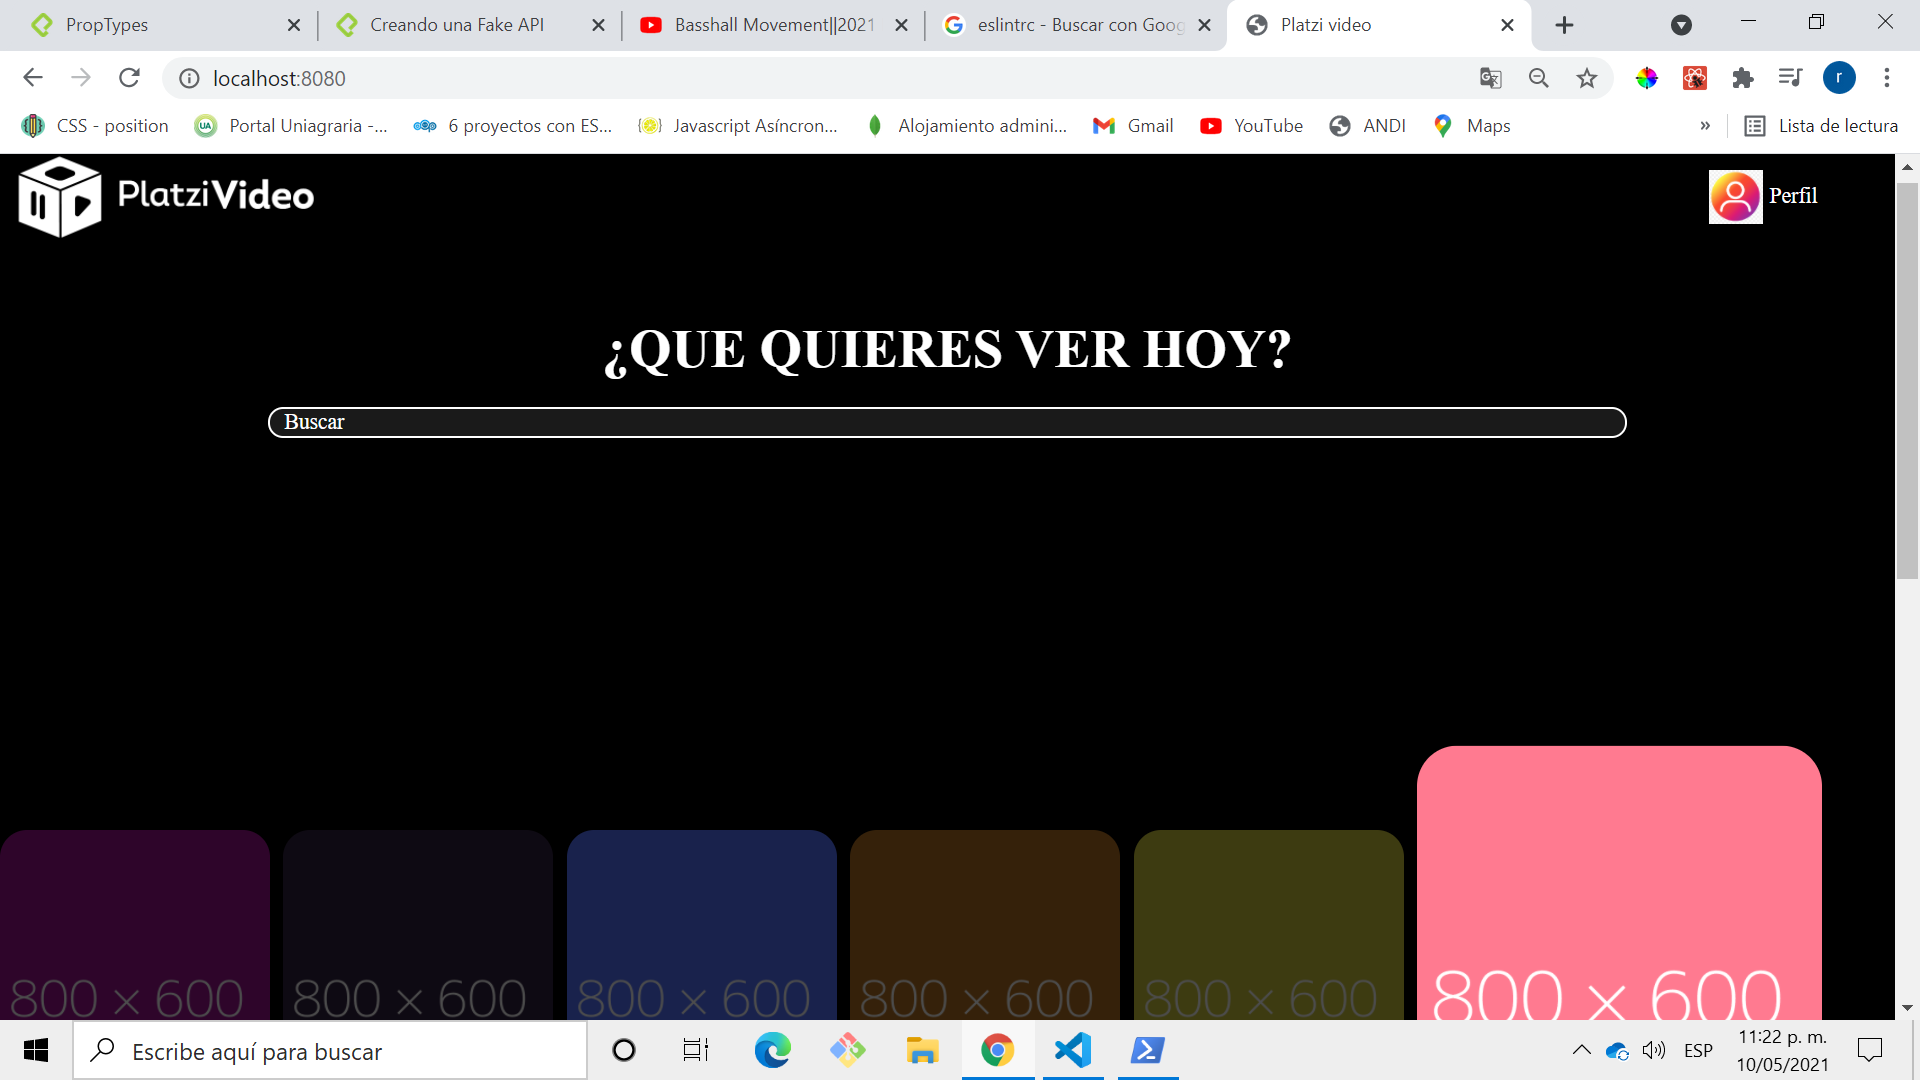 PropTypes
Creando una Fake API
Basshall Movement||2021
eslintrc - Buscar con Goog
Platzi video
localhost:8080
r
CSS - position
UA
Portal Uniagraria -...
6 proyectos con ES...
Javascript Asíncron...
Alojamiento admini...
Gmail
YouTube
ANDI
Maps
»
Lista de lectura
PlatziVideo
Perfil
¿QUE QUIERES VER HOY?
Buscar
800 × 600
800 × 600
800 × 600
800 × 600
800 × 600
800 × 600
Escribe aquí para buscar
ESP
11:22 p. m.
10/05/2021